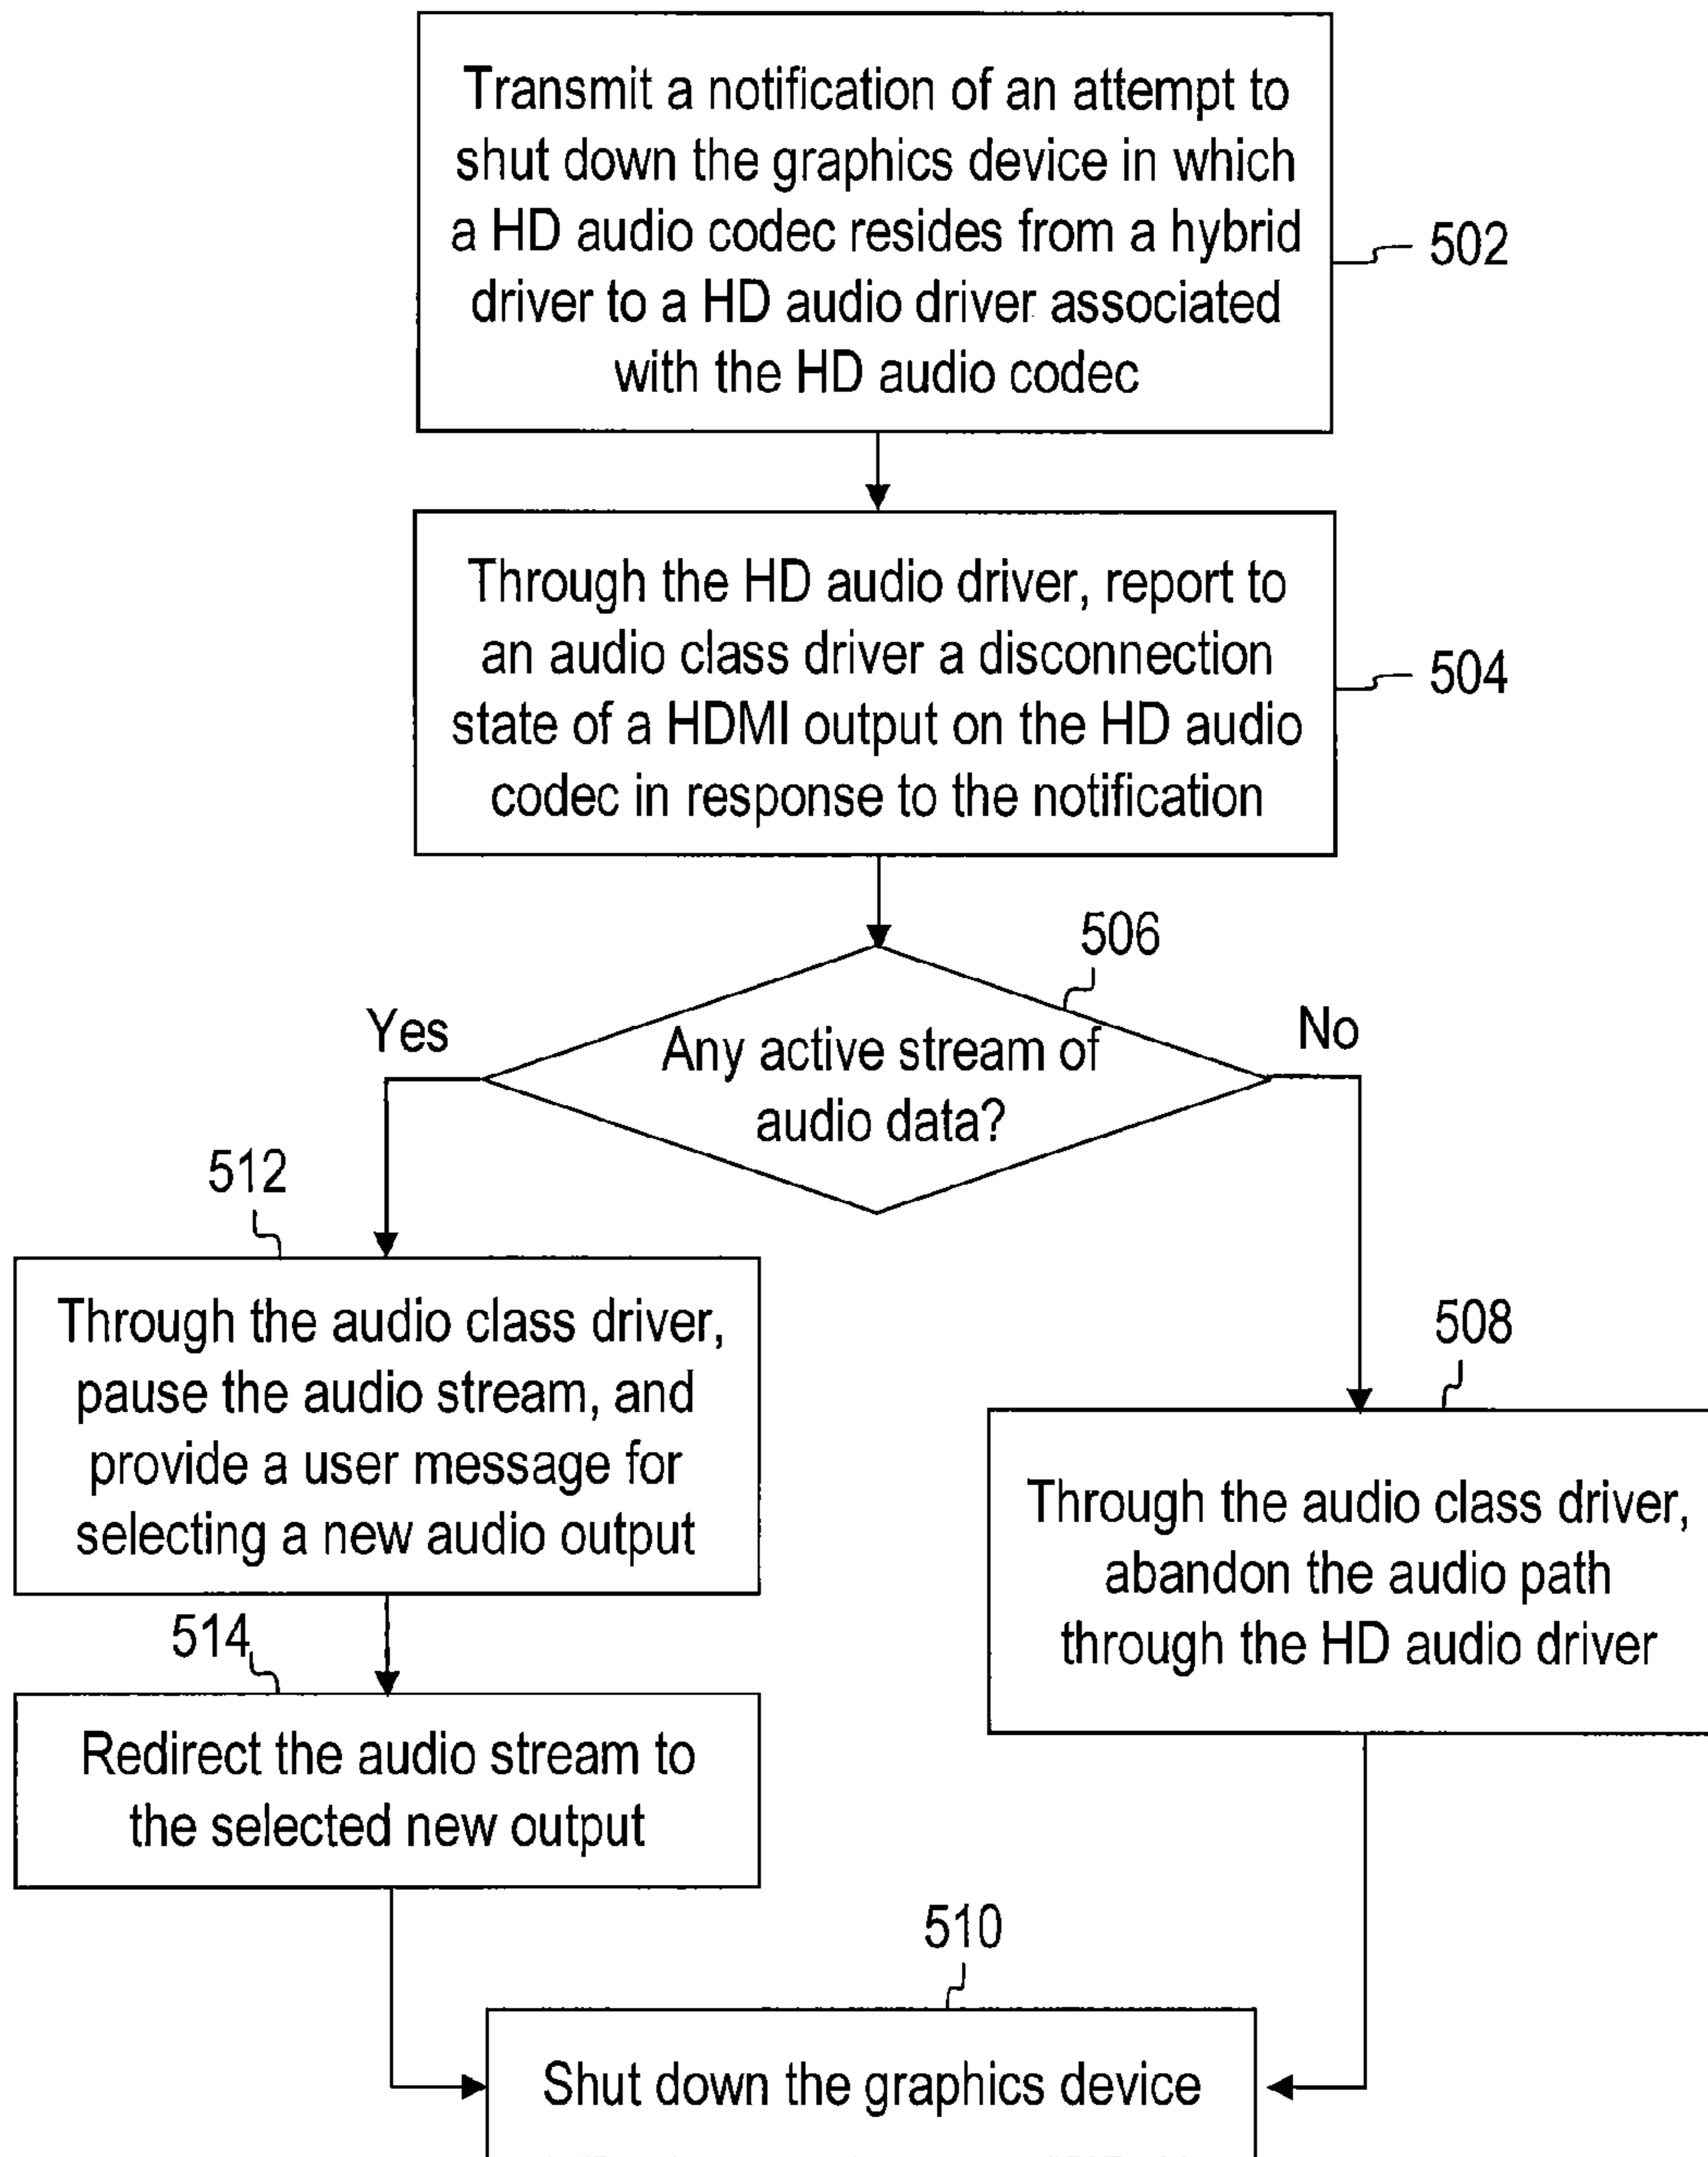 Transmit a notification of an attempt to
shut down the graphics device in which
a HD audio codec resides from a hybrid
driver to a HD audio driver associated
with the HD audio codec
502
Through the HD audio driver, report to
an audio class driver a disconnection
state of a HDMI output on the HD audio
codec in response to the notification
504
506
Yes
No
Any active stream of
audio data?
512
Through the audio class driver,
pause the audio stream, and
provide a user message for
selecting a new audio output
508
Through the audio class driver,
abandon the audio path
through the HD audio driver
514
Redirect the audio stream to
the selected new output
510
Shut down the graphics device